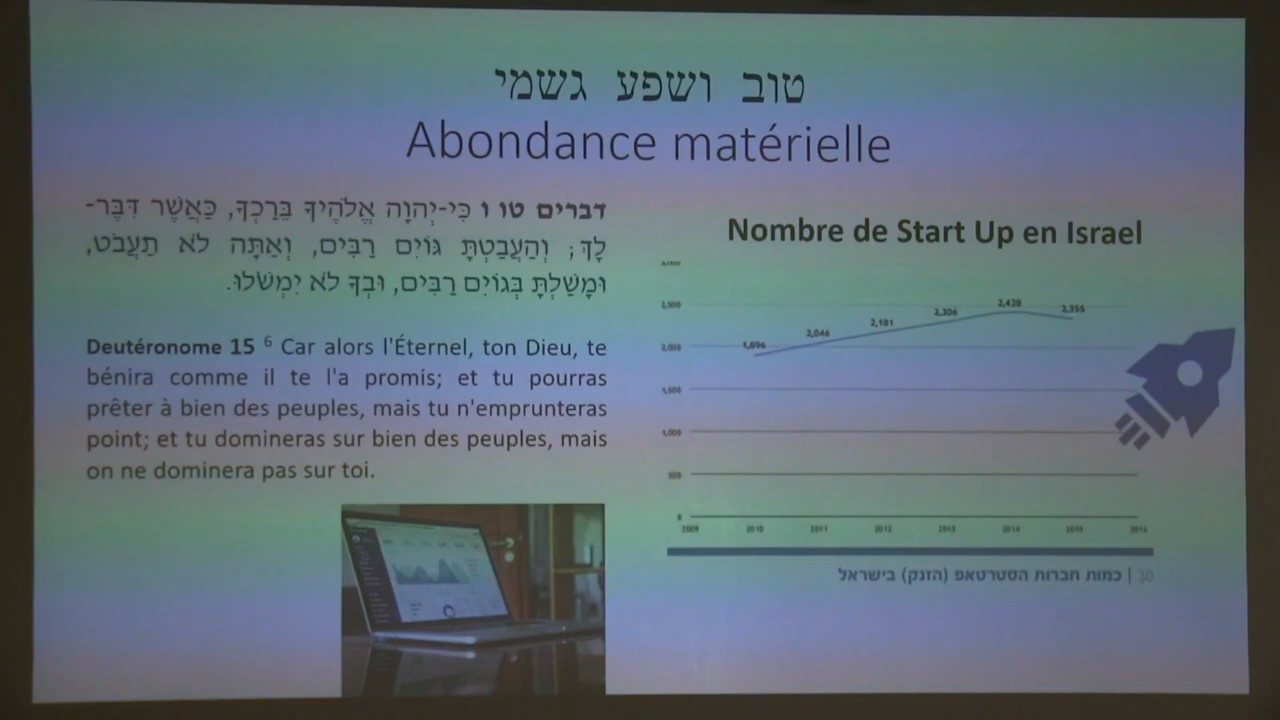 טוב ושפע גשמי
Abondance matérielle
דברים טו ו כִּי-יְהוָה אֱלֹהֶיךָ בֵּרַכְךָ, כַּאֲשֶׁר דִּבֶּר-
לָךְ; וְהַעֲבַטְתָּ גּוֹיִם רַבִּים, וְאַתָּה לֹא תַעֲבֹט,
וּמָשַׁלְתָּ בְּגוֹיִם רַבִּים, וּבְךָ לֹא יִמְשֹׁלוּ.
Deutéronome 15 6 Car alors l'Éternel, ton Dieu, te
bénira comme il te l'a promis; et tu pourras
prêter à bien des peuples, mais tu n'emprunteras
point; et tu domineras sur bien des peuples, mais
on ne dominera pas sur toi.
Nombre de Start Up en Israel
3,000
2,500
2,000
1,500
1,000
500
0
1,896
2,046
2,181
2,306
2,428
2,355
2009 2010 2011 2012 2013 2014 2015 2016
30 | כמות חברות הסטרטאפ (הזנק) בישראל